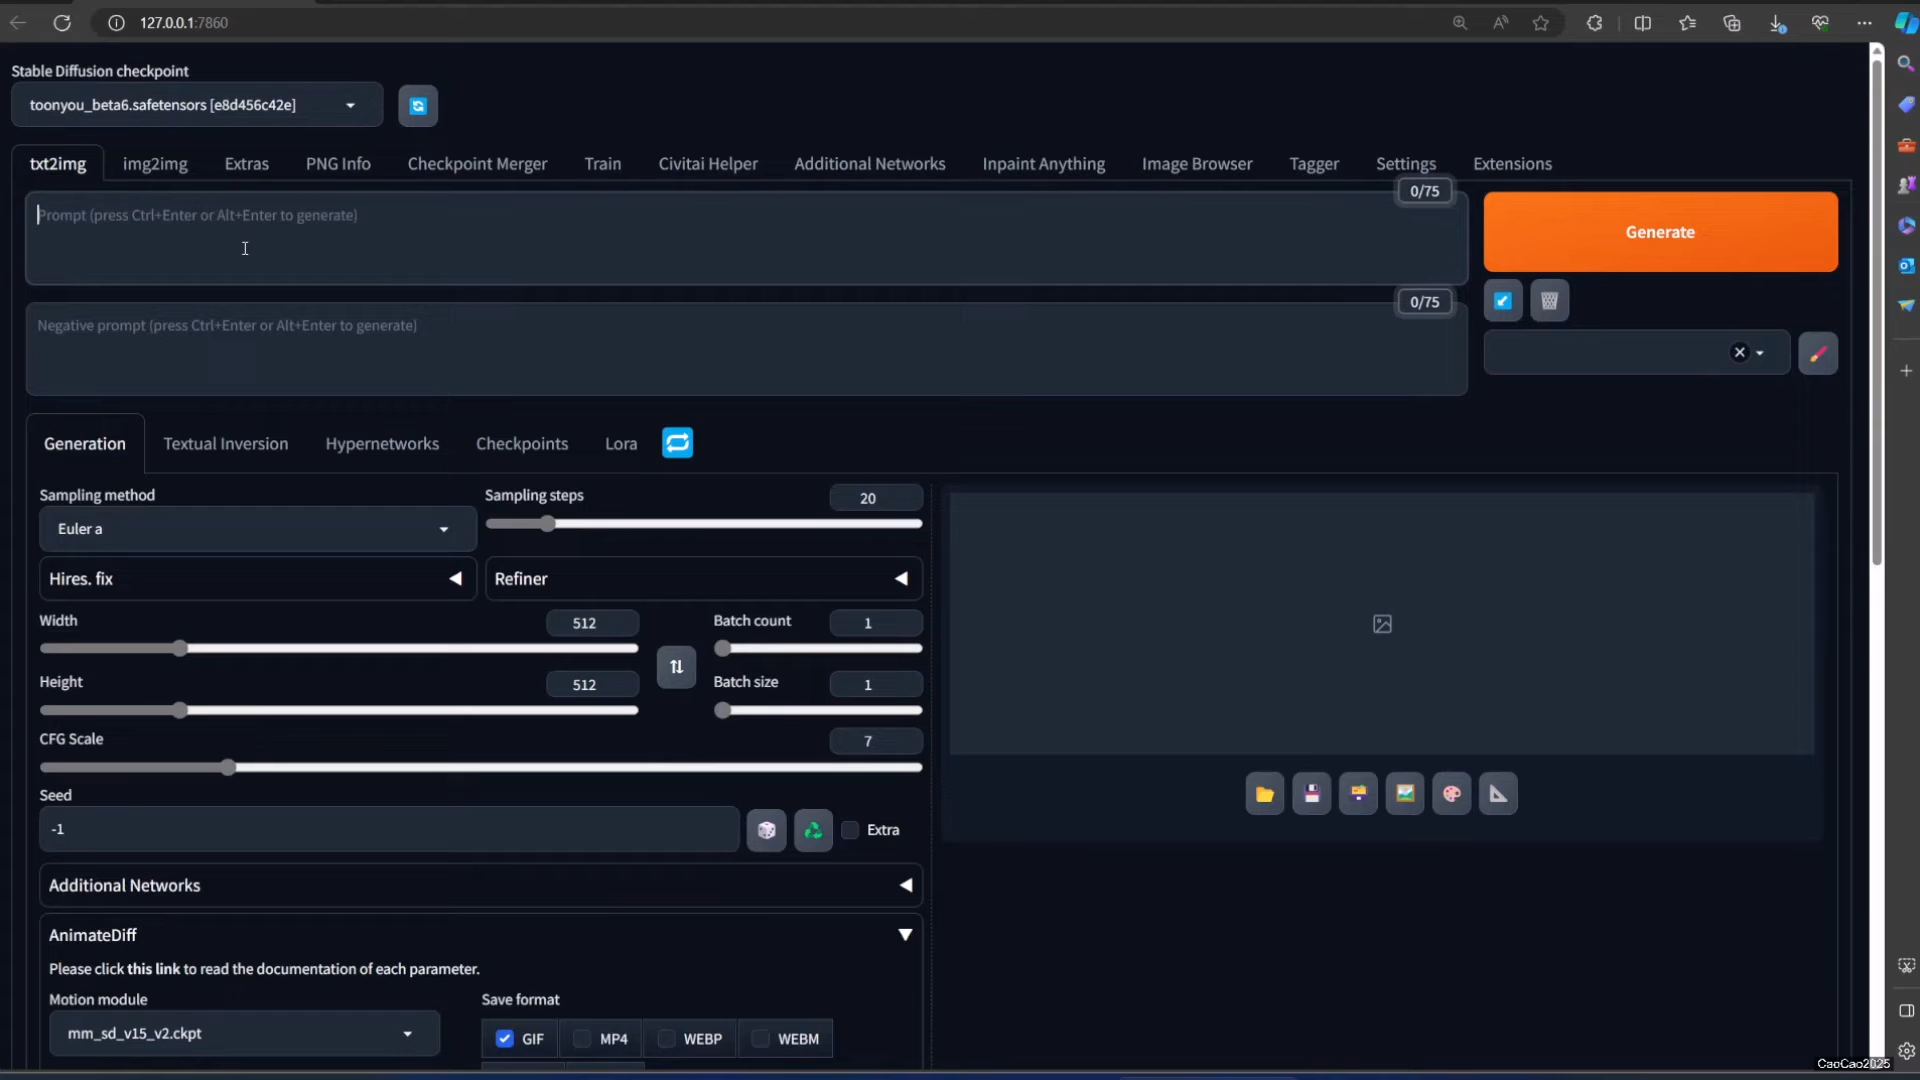 127.0.0.1:7860
Stable Diffusion checkpoint
toonyou_beta6.safetensors [e8d456c42e]
txt2img img2img Extras PNG Info Checkpoint Merger Train Civitai Helper Additional Networks Inpaint Anything Image Browser Tagger Settings Extensions
0/75
Prompt (press Ctrl+Enter or Alt+Enter to generate)
Generate
0/75
Negative prompt (press Ctrl+Enter or Alt+Enter to generate)
Generation Textual Inversion Hypernetworks Checkpoints Lora
Sampling method Sampling steps 20
Euler a
Hires. fix Refiner
Width 512 Batch count 1
Height 512 Batch size 1
CFG Scale 7
Seed
-1 Extra
Additional Networks
AnimateDiff
Please click this link to read the documentation of each parameter.
Motion module Save format
mm_sd_v15_v2.ckpt GIF MP4 WEBP WEBM
CaoCao2025